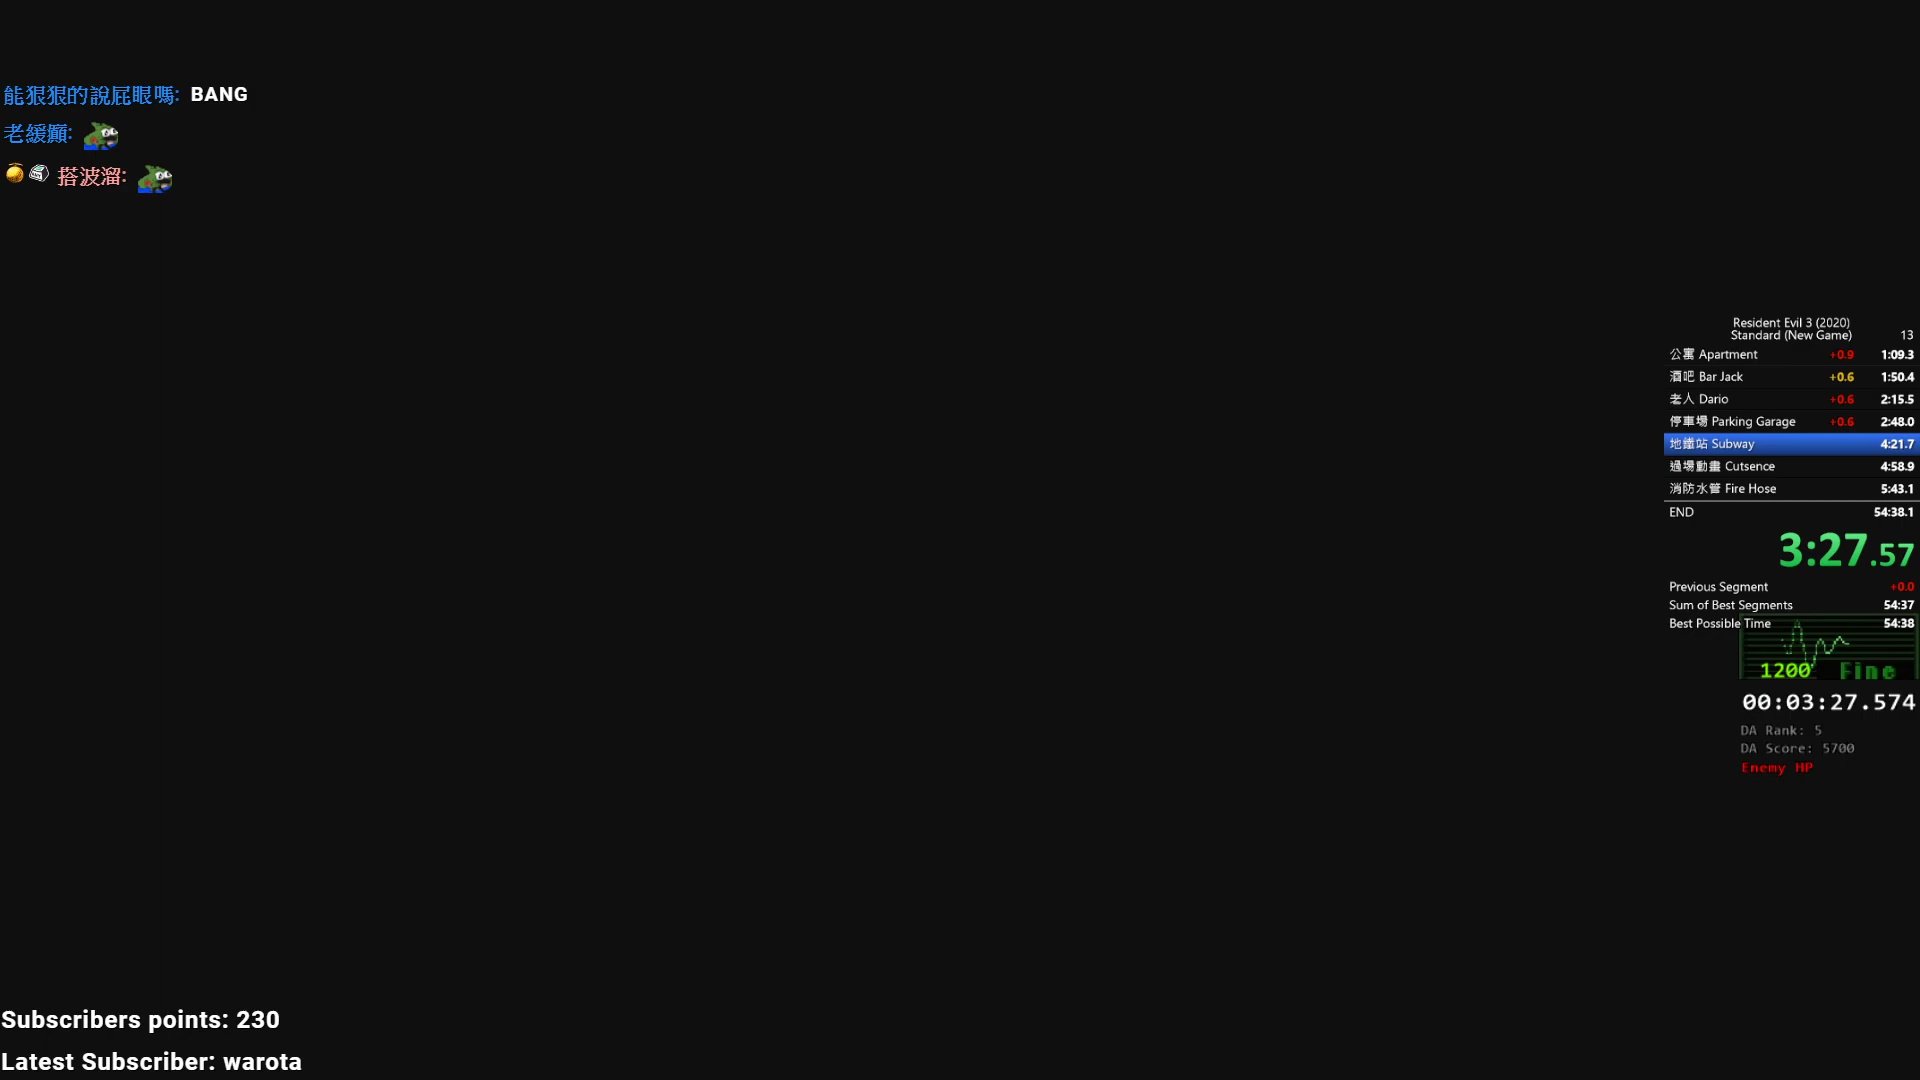 能狠狠的說屁眼嗎: BANG
老緩癲:
搭波溜:
Resident Evil 3 (2020)
Standard (New Game) 13
公寓 Apartment +0.9 1:09.3
酒吧 Bar Jack +0.6 1:50.4
老人 Dario +0.6 2:15.5
停車場 Parking Garage +0.6 2:48.0
地鐵站 Subway 4:21.7
過場動畫 Cutsence 4:58.9
消防水管 Fire Hose 5:43.1
END 54:38.1
3:27.57
Previous Segment +0.0
Sum of Best Segments 54:37
Best Possible Time 54:38
1200 Fine
00:03:27.574
DA Rank: 5
DA Score: 5700
Enemy HP
Subscribers points: 230
Latest Subscriber: warota